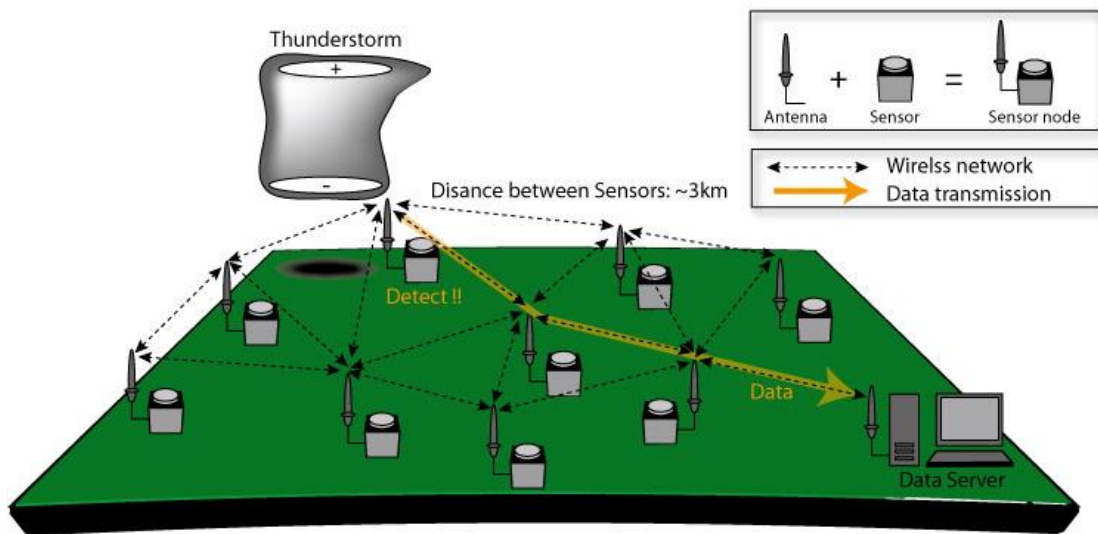 Thunderstorm
+
-
Disance between Sensors: ~3km
Detect !!
Data
Data Server
+
=
Antenna
Sensor
Sensor node
Wirelss network
Data transmission